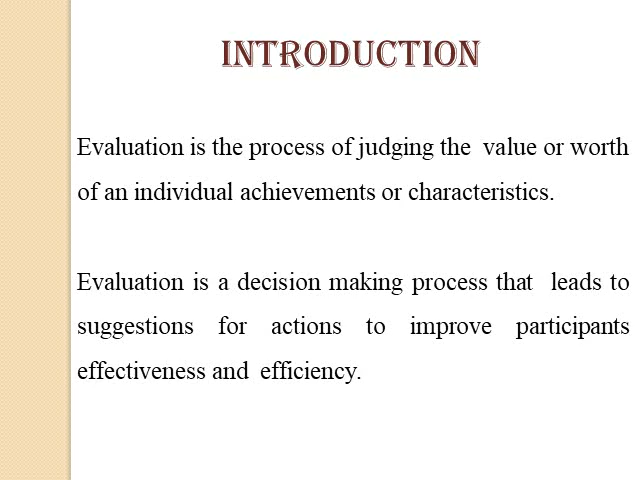 INTRODUCTION
Evaluation is the process of judging the value or worth
of an individual achievements or characteristics.
Evaluation is a decision making process that leads to
suggestions for actions to improve participants
effectiveness and efficiency.